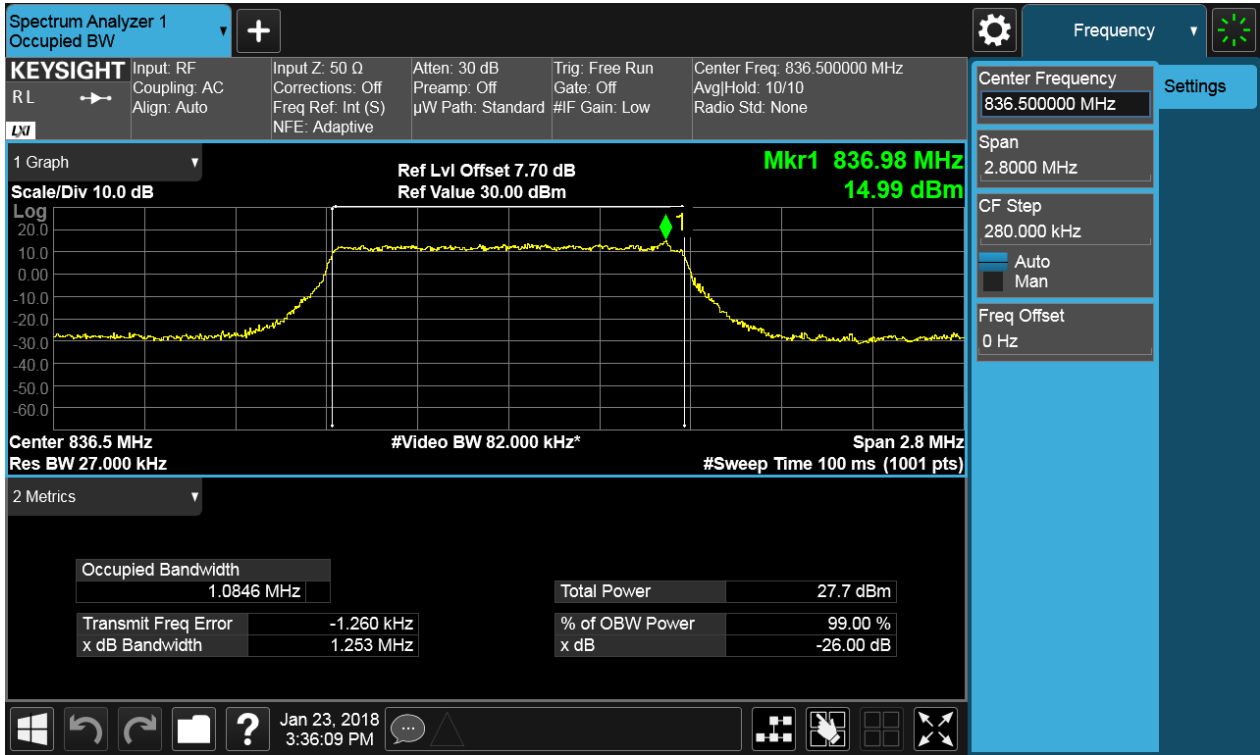 Spectrum Analyzer 1
Occupied BW
+
Frequency
KEYSIGHT
RL
LXI
Input: RF
Coupling: AC
Align: Auto
Input Z: 50 Ω
Corrections: Off
Freq Ref: Int (S)
NFE: Adaptive
Atten: 30 dB
Preamp: Off
µW Path: Standard
Trig: Free Run
Gate: Off
#IF Gain: Low
Center Freq: 836.500000 MHz
Avg|Hold: 10/10
Radio Std: None
Center Frequency
836.500000 MHz
Settings
Span
2.8000 MHz
CF Step
280.000 kHz
Auto
Man
Freq Offset
0 Hz
1 Graph
Scale/Div 10.0 dB
Ref Lvl Offset 7.70 dB
Ref Value 30.00 dBm
Mkr1 836.98 MHz
14.99 dBm
Log
20.0
10.0
0.00
-10.0
-20.0
-30.0
-40.0
-50.0
-60.0
1
Center 836.5 MHz
#Video BW 82.000 kHz*
Span 2.8 MHz
Res BW 27.000 kHz
#Sweep Time 100 ms (1001 pts)
2 Metrics
Occupied Bandwidth
1.0846 MHz
Total Power 27.7 dBm
Transmit Freq Error -1.260 kHz
% of OBW Power 99.00 %
x dB Bandwidth 1.253 MHz
x dB -26.00 dB
?
Jan 23, 2018
3:36:09 PM